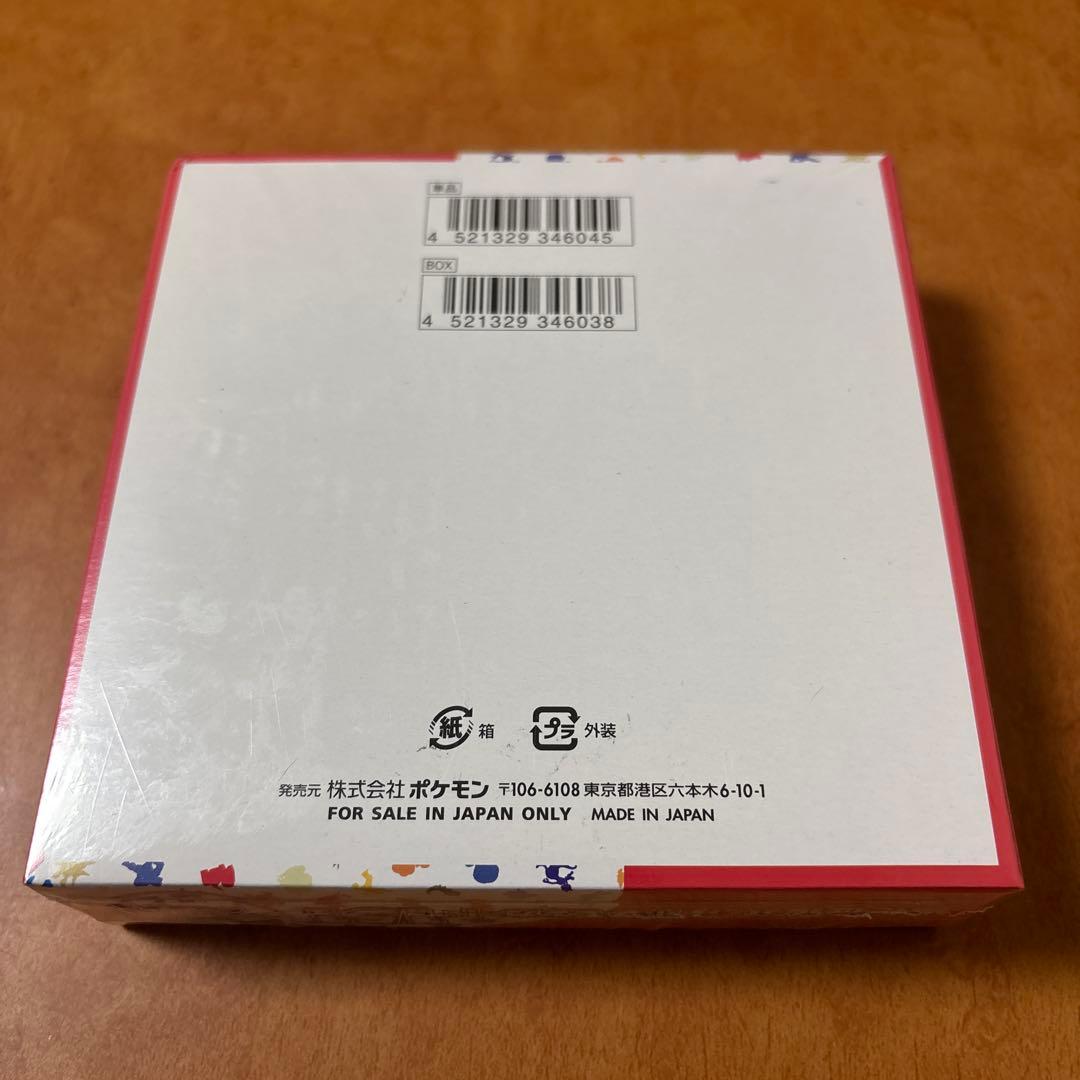 単品
4 521329 346045
BOX
4 521329 346038
紙 箱 プラ 外装
発売元 株式会社 ポケモン 〒106-6108 東京都港区六本木6-10-1
FOR SALE IN JAPAN ONLY MADE IN JAPAN